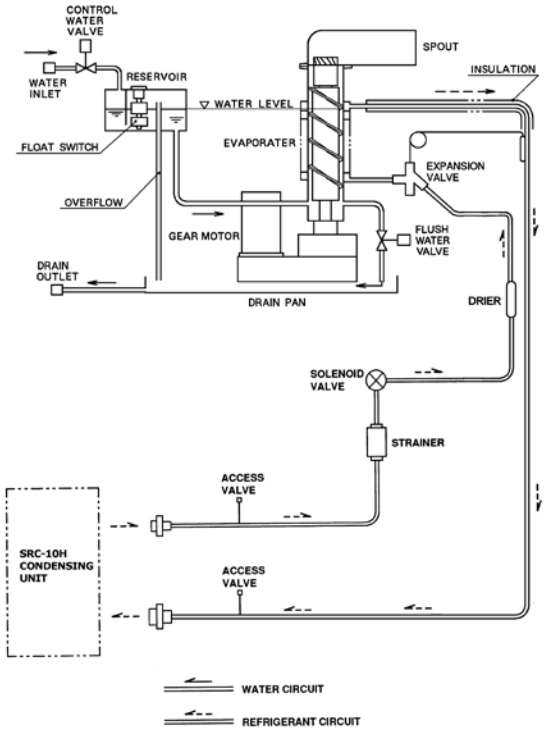 CONTROL
WATER
VALVE
SPOUT
WATER
INLET
RESERVOIR
INSULATION
WATER LEVEL
FLOAT SWITCH
EVAPORATER
EXPANSION
VALVE
OVERFLOW
GEAR MOTOR
FLUSH
WATER
VALVE
DRAIN
OUTLET
DRAIN PAN
DRIER
SOLENOID
VALVE
STRAINER
ACCESS
VALVE
SRC-10H
CONDENSING
UNIT
ACCESS
VALVE
WATER CIRCUIT
REFRIGERANT CIRCUIT